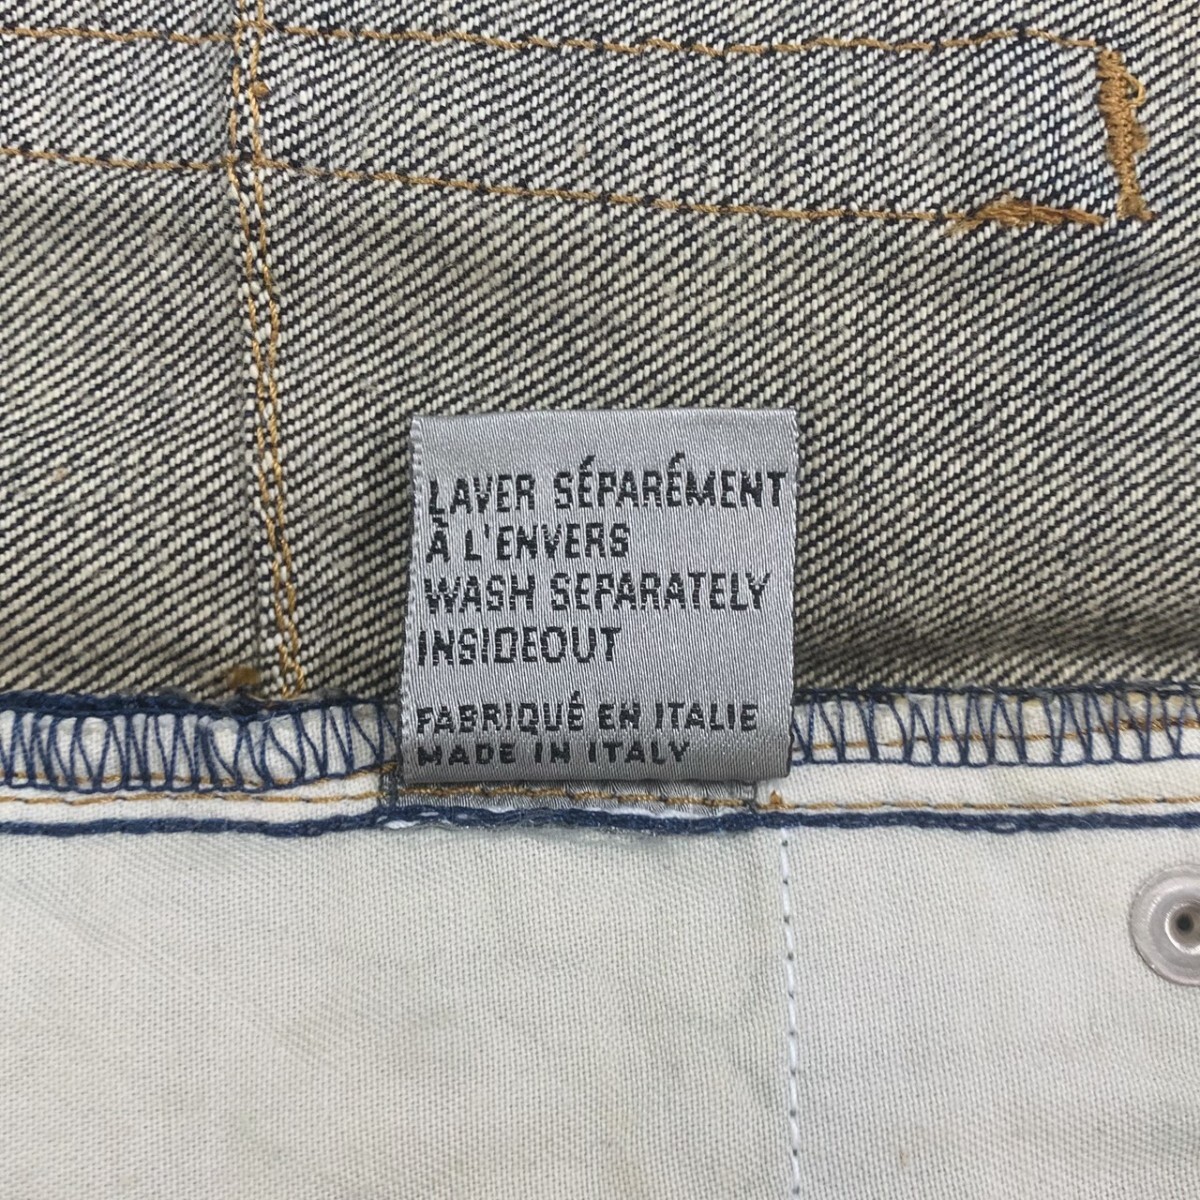 LAVER SÉPARÉMENT
À L'ENVERS
WASH SEPARATELY
INSIDEOUT
FABRIQUÉ EN ITALIE
MADE IN ITALY